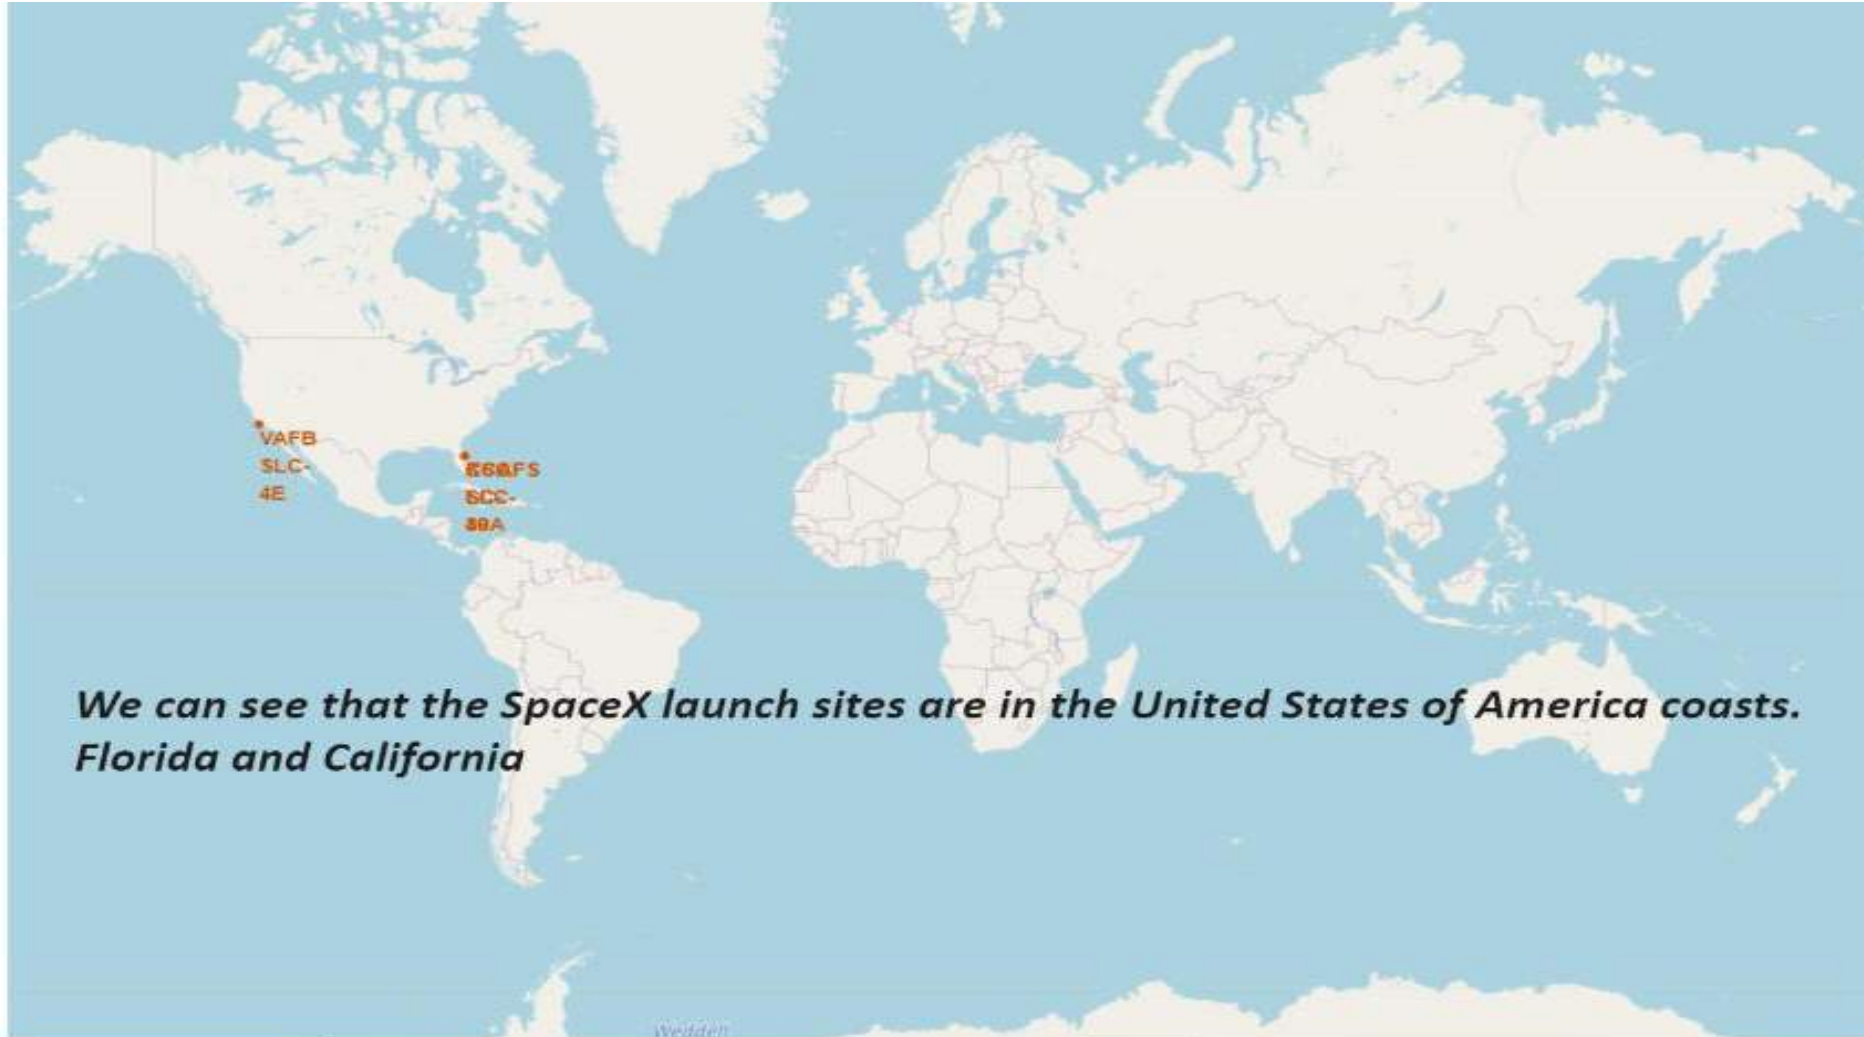 VAFB
SLC-
4E
We can see that the SpaceX launch sites are in the United States of America coasts.
Florida and California
Weddell